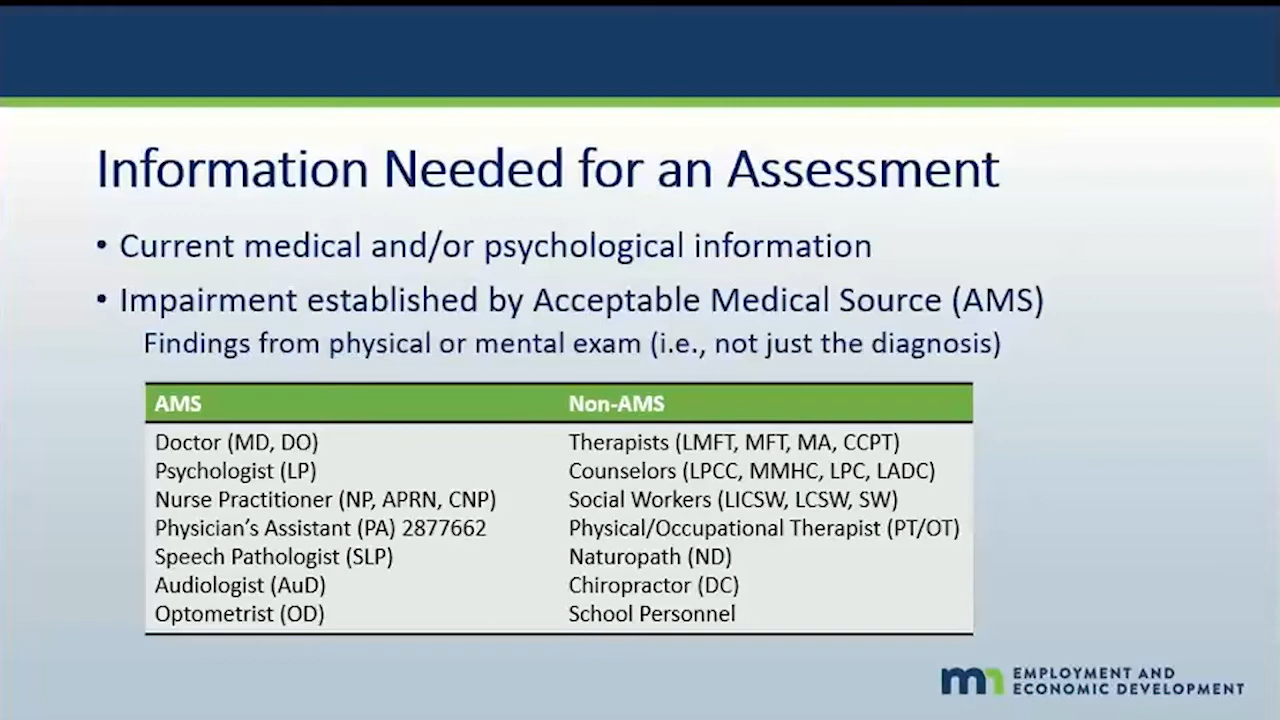 Information Needed for an Assessment
• Current medical and/or psychological information
• Impairment established by Acceptable Medical Source (AMS)
Findings from physical or mental exam (i.e., not just the diagnosis)
AMS Non-AMS
Doctor (MD, DO) Therapists (LMFT, MFT, MA, CCPT)
Psychologist (LP) Counselors (LPCC, MMHC, LPC, LADC)
Nurse Practitioner (NP, APRN, CNP) Social Workers (LICSW, LCSW, SW)
Physician’s Assistant (PA) 2877662 Physical/Occupational Therapist (PT/OT)
Speech Pathologist (SLP) Naturopath (ND)
Audiologist (AuD) Chiropractor (DC)
Optometrist (OD) School Personnel
mn EMPLOYMENT AND
ECONOMIC DEVELOPMENT